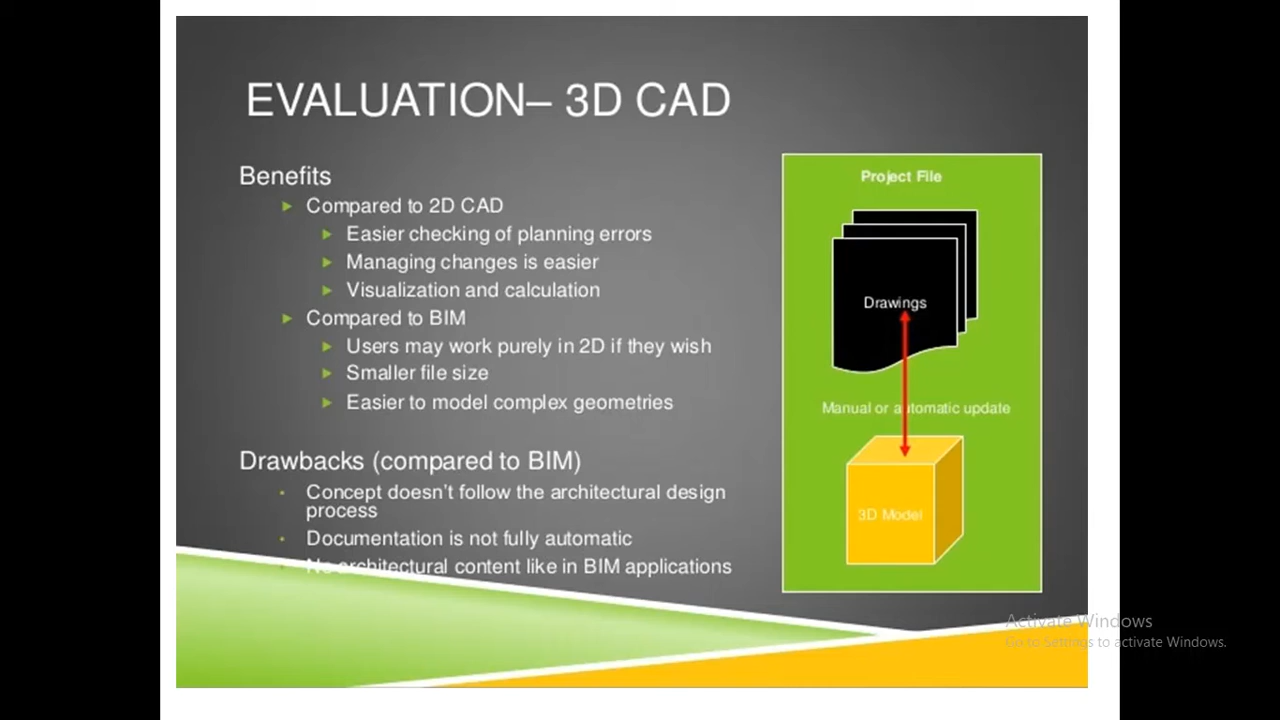 EVALUATION– 3D CAD
Benefits
Compared to 2D CAD
Easier checking of planning errors
Managing changes is easier
Visualization and calculation
Compared to BIM
Users may work purely in 2D if they wish
Smaller file size
Easier to model complex geometries
Drawbacks (compared to BIM)
Concept doesn't follow the architectural design
process
Documentation is not fully automatic
No architectural content like in BIM applications
Project File
Drawings
Manual or automatic update
3D Model
Activate Windows
Go to Settings to activate Windows.